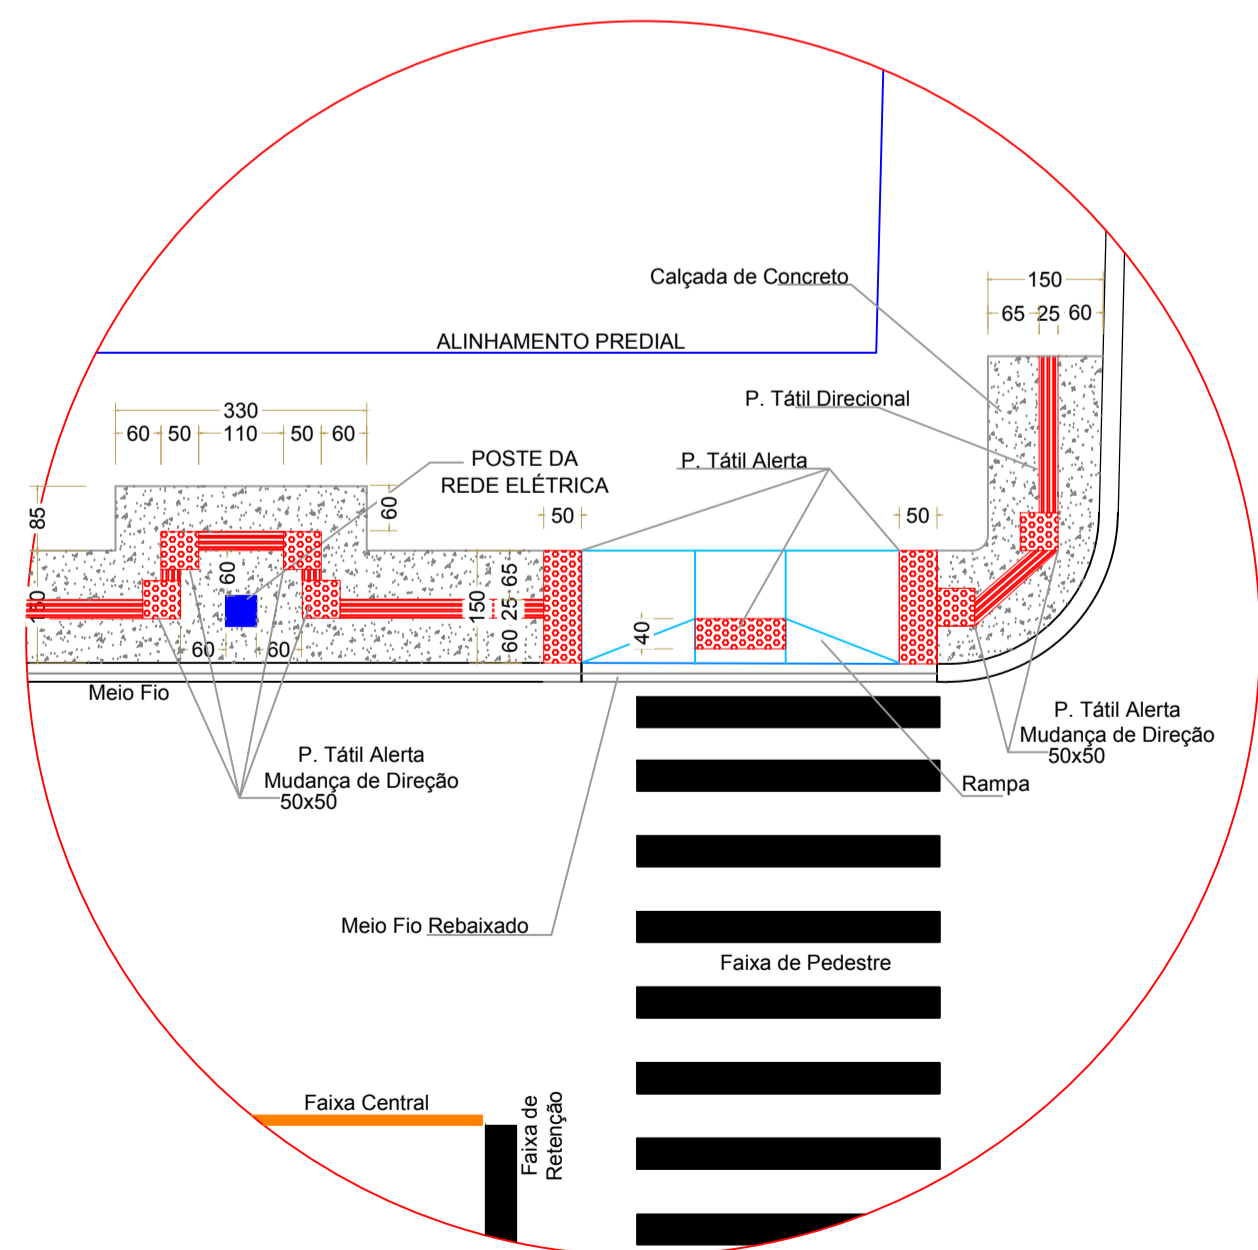 Calçada de Concreto
150
65 25 60
ALINHAMENTO PREDIAL
P. Tátil Direcional
330
60 50 110 50 60
POSTE DA
REDE ELÉTRICA
P. Tátil Alerta
85
60
50
50
60
150
150
65
25
60
40
60 60
Meio Fio
P. Tátil Alerta
Mudança de Direção
50x50
P. Tátil Alerta
Mudança de Direção
50x50
Rampa
Meio Fio Rebaixado
Faixa de Pedestre
Faixa Central
Faixa de
Retenção